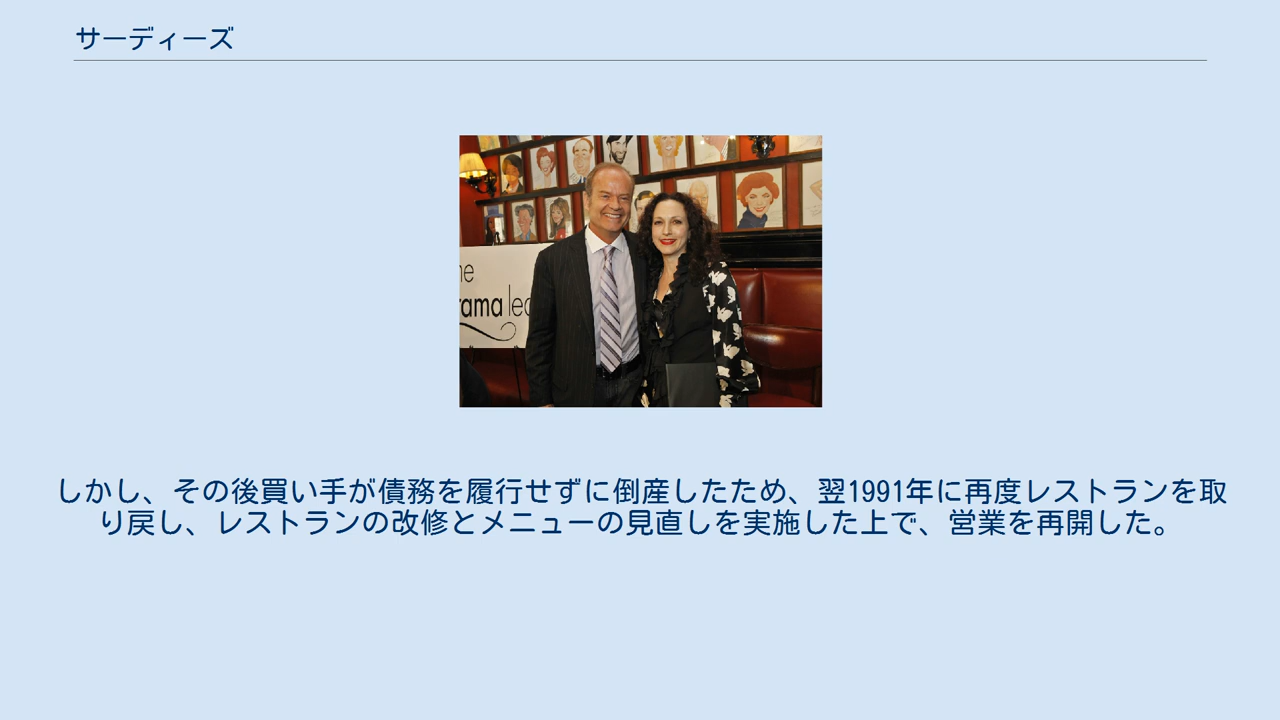 サーディーズ
he
rama lea
しかし、その後買い手が債務を履行せずに倒産したため、翌1991年に再度レストランを取
り戻し、レストランの改修とメニューの見直しを実施した上で、営業を再開した。